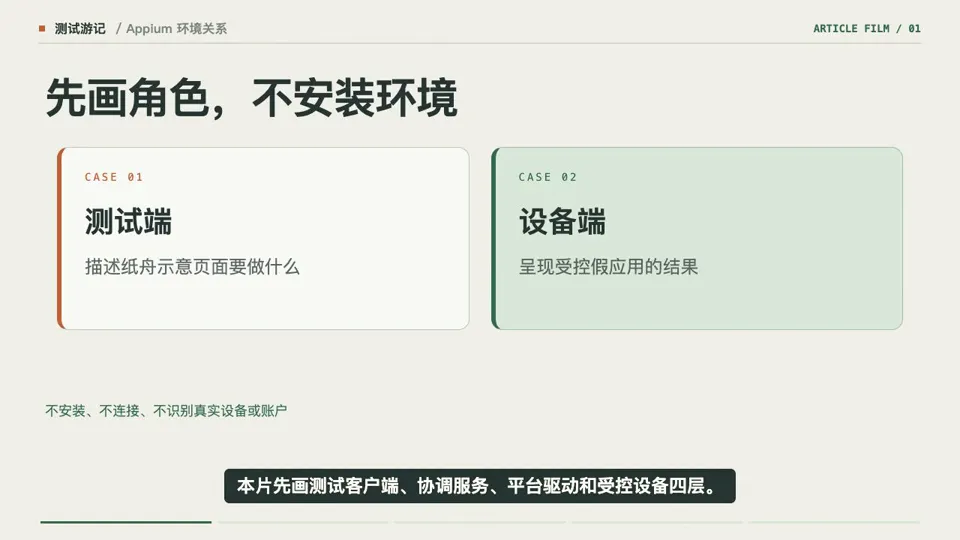 测试游记 / Appium 环境关系
ARTICLE FILM / 01
先画角色，不安装环境
CASE 01
测试端
描述纸舟示意页面要做什么
CASE 02
设备端
呈现受控假应用的结果
不安装、不连接、不识别真实设备或账户
本片先画测试客户端、协调服务、平台驱动和受控设备四层。